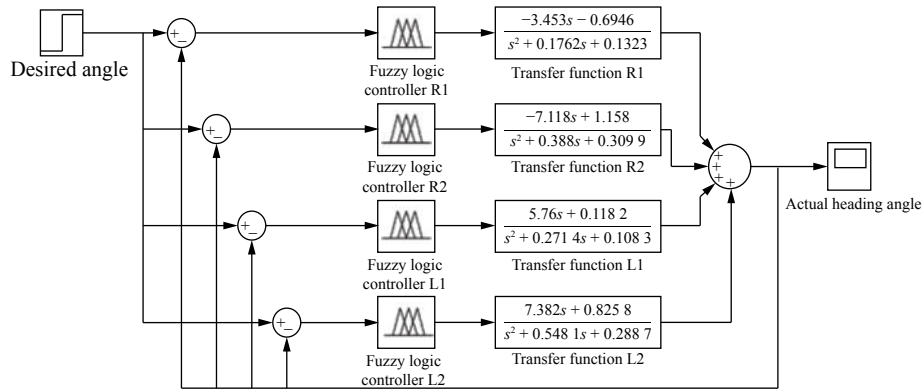 Desired angle
+
−
Fuzzy logic
controller R1
−3.453s − 0.6946
s² + 0.1762s + 0.1323
Transfer function R1
+
−
Fuzzy logic
controller R2
−7.118s + 1.158
s² + 0.388s + 0.309 9
Transfer function R2
+
+
+
+
Actual heading angle
+
−
Fuzzy logic
controller L1
5.76s + 0.118 2
s² + 0.271 4s + 0.108 3
Transfer function L1
+
−
Fuzzy logic
controller L2
7.382s + 0.825 8
s² + 0.548 1s + 0.288 7
Transfer function L2